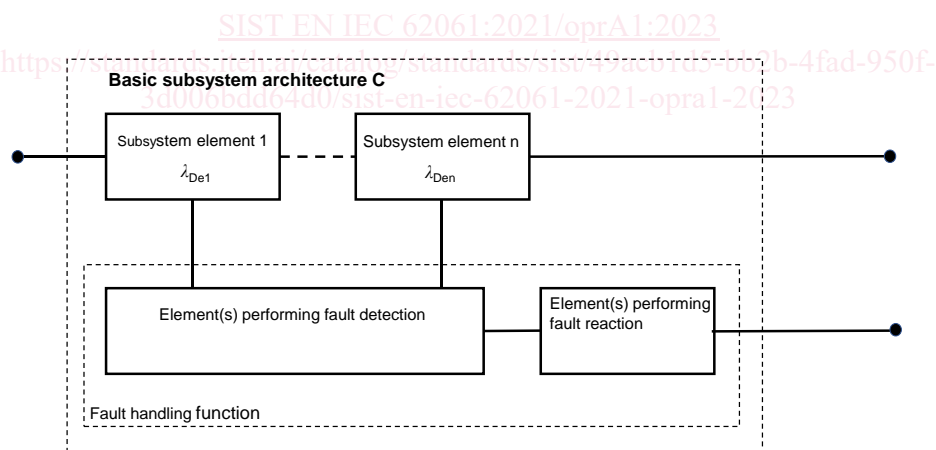 SIST EN IEC 62061:2021/oprA1:2023
https://standards.iteh.ai/catalog/standards/sist/49acb1d5-bb2b-4fad-950f-
3d006bdd64d0/sist-en-iec-62061-2021-opra1-2023
Basic subsystem architecture C
Subsystem element 1
λDe1
Subsystem element n
λDen
Element(s) performing fault detection
Element(s) performing
fault reaction
Fault handling function